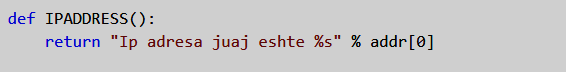 def IPADDRESS():
    return "Ip adresa juaj eshte %s" % addr[0]